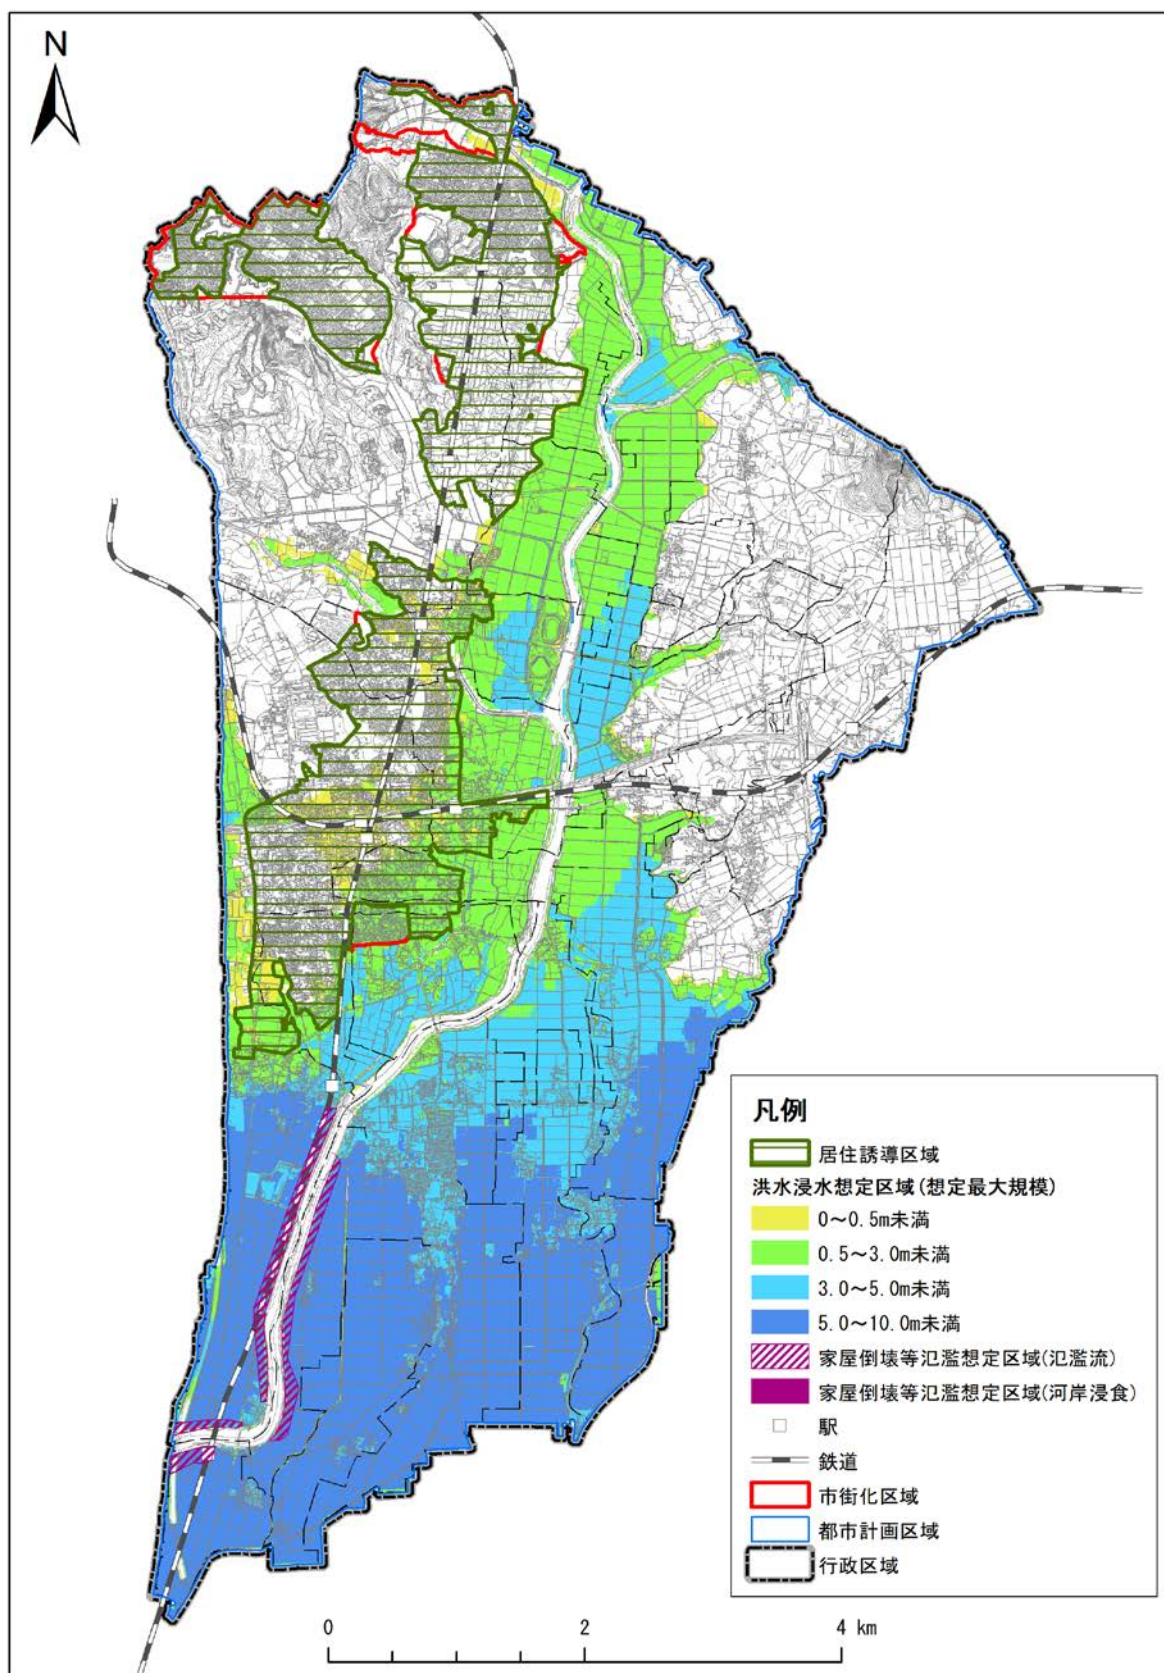 N
凡例
居住誘導区域
洪水浸水想定区域(想定最大規模)
0～0.5m未満
0.5～3.0m未満
3.0～5.0m未満
5.0～10.0m未満
家屋倒壊等氾濫想定区域(氾濫流)
家屋倒壊等氾濫想定区域(河岸浸食)
駅
鉄道
市街化区域
都市計画区域
行政区域
0 2 4 km